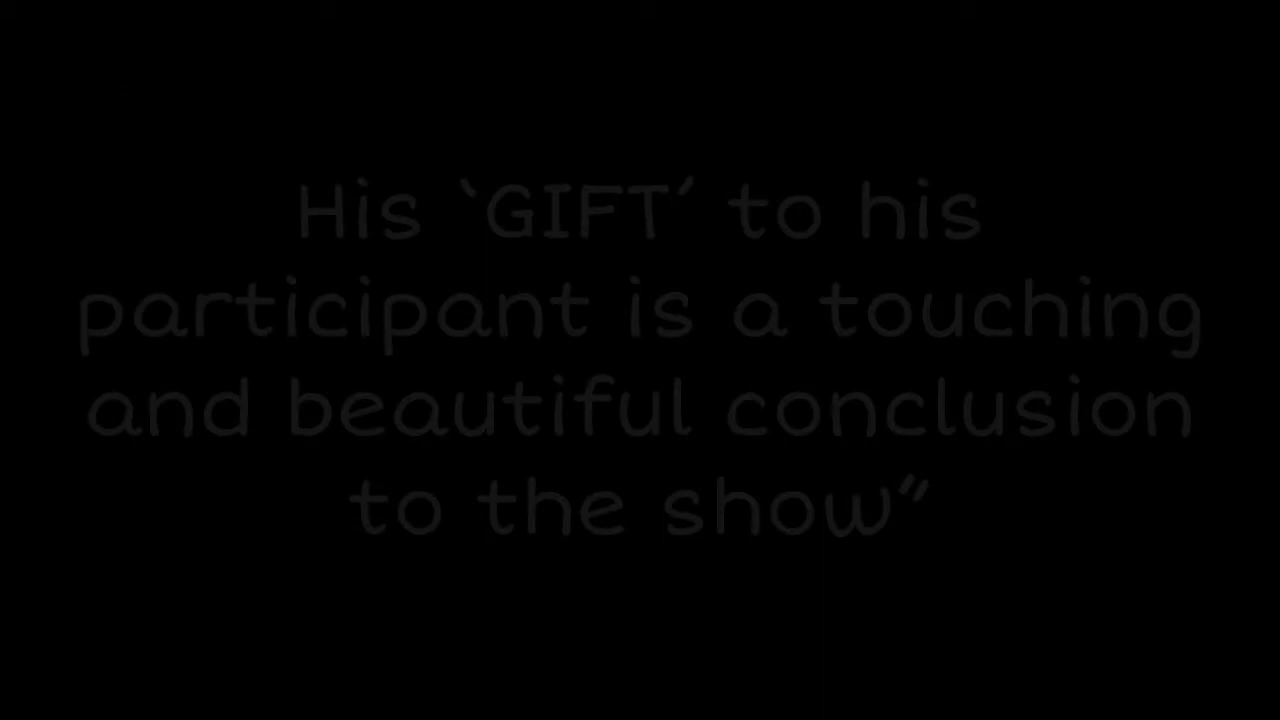 His ‘GIFT’ to his
participant is a touching
and beautiful conclusion
to the show”